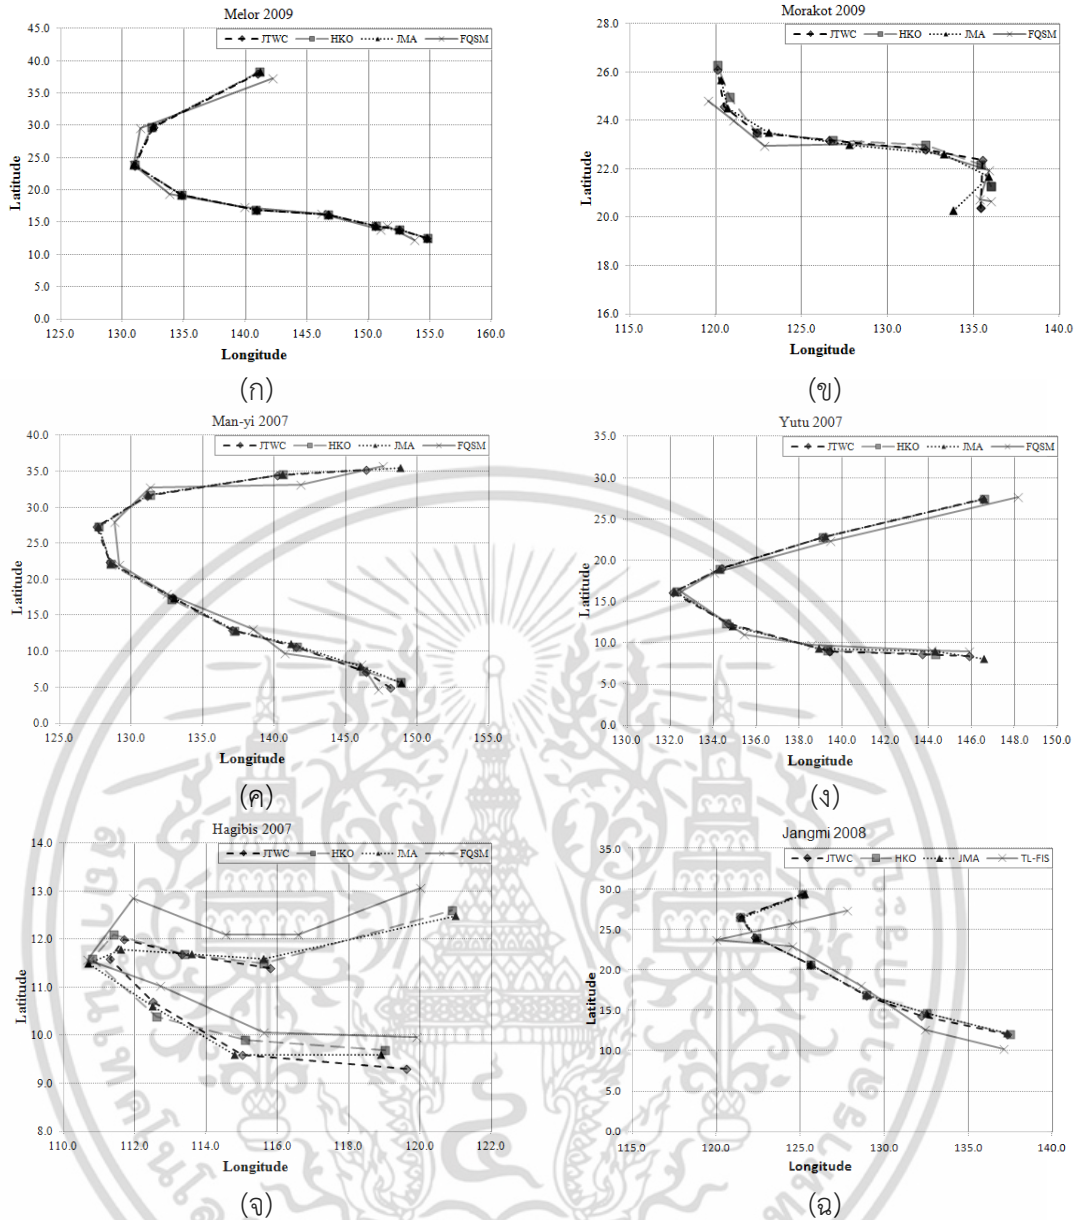 Melor 2009
JTWC HKO JMA FQSM
45.0
40.0
35.0
30.0
25.0
20.0
15.0
10.0
5.0
0.0
Latitude
125.0 130.0 135.0 140.0 145.0 150.0 155.0 160.0
Longitude
(ก)
Morakot 2009
JTWC HKO JMA FQSM
28.0
26.0
24.0
22.0
20.0
18.0
16.0
Latitude
115.0 120.0 125.0 130.0 135.0 140.0
Longitude
(ข)
Man-yi 2007
JTWC HKO JMA FQSM
40.0
35.0
30.0
25.0
20.0
15.0
10.0
5.0
0.0
Latitude
125.0 130.0 135.0 140.0 145.0 150.0 155.0
Longitude
(ค)
Yutu 2007
JTWC HKO JMA FQSM
35.0
30.0
25.0
20.0
15.0
10.0
5.0
0.0
Latitude
130.0 132.0 134.0 136.0 138.0 140.0 142.0 144.0 146.0 148.0 150.0
Longitude
(ง)
Hagibis 2007
JTWC HKO JMA FQSM
14.0
13.0
12.0
11.0
10.0
9.0
8.0
Latitude
110.0 112.0 114.0 116.0 118.0 120.0 122.0
Longitude
(จ)
Jangmi 2008
JTWC HKO JMA TL-FIS
35.0
30.0
25.0
20.0
15.0
10.0
5.0
0.0
Latitude
115.0 120.0 125.0 130.0 135.0 140.0
Longitude
(ฉ)